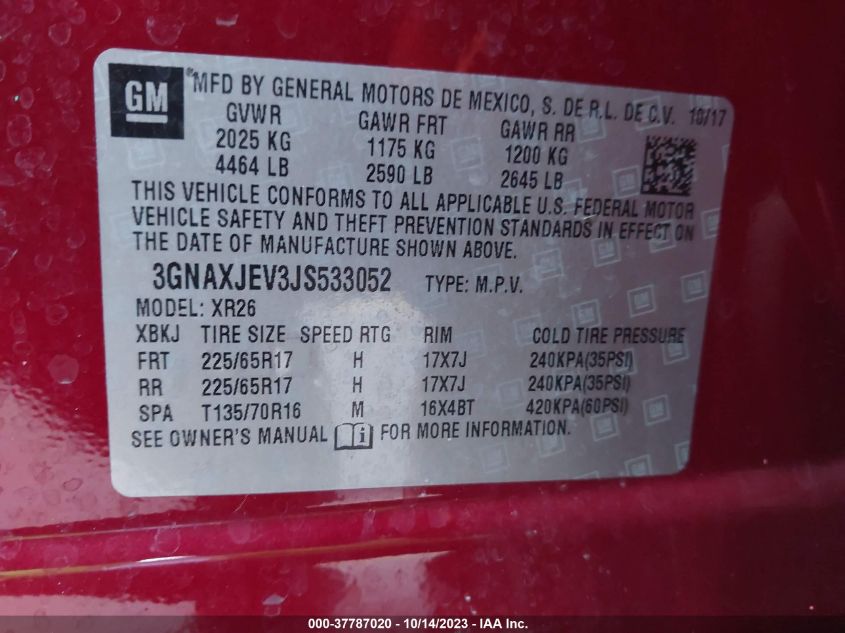 GM ® MFD BY GENERAL MOTORS DE MEXICO, S. DE R.L. DE C.V. 10/17
GVWR GAWR FRT GAWR RR
2025 KG 1175 KG 1200 KG
4464 LB 2590 LB 2645 LB
THIS VEHICLE CONFORMS TO ALL APPLICABLE U.S. FEDERAL MOTOR
VEHICLE SAFETY AND THEFT PREVENTION STANDARDS IN EFFECT ON
THE DATE OF MANUFACTURE SHOWN ABOVE.
3GNAXJEV3JS533052 TYPE: M.P.V.
MODEL: XR26
XBKJ TIRE SIZE SPEED RTG RIM COLD TIRE PRESSURE
FRT 225/65R17 H 17X7J 240KPA(35PSI)
RR 225/65R17 H 17X7J 240KPA(35PSI)
SPA T135/70R16 M 16X4BT 420KPA(60PSI)
SEE OWNER'S MANUAL i FOR MORE INFORMATION.
000-37787020 - 10/14/2023 - IAA Inc.